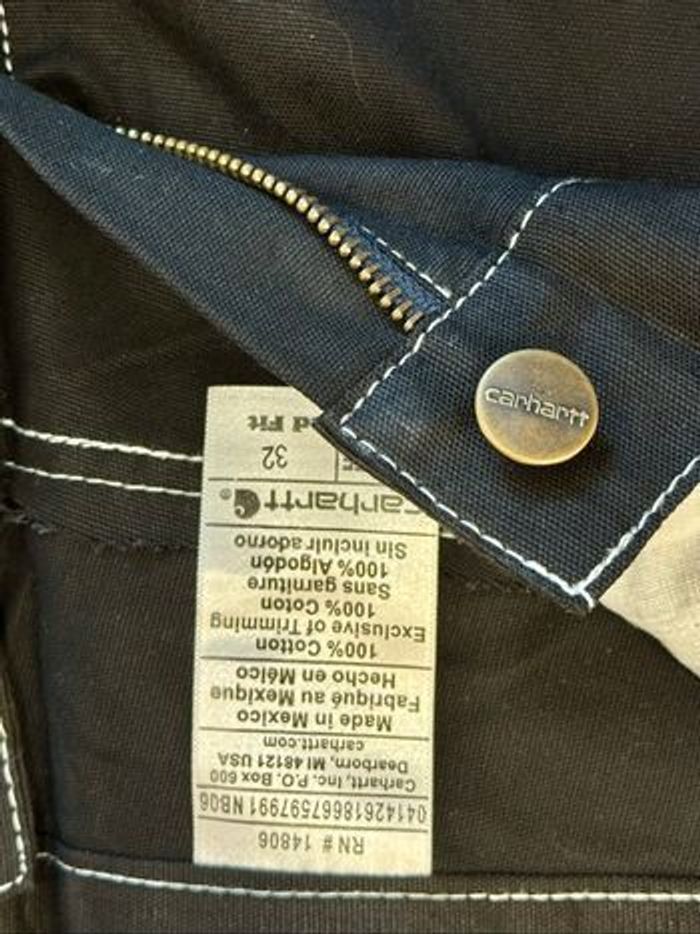 carhartt
RN # 14806
04142618667597991 NB06
Carhartt, Inc. P.O. Box 600
Dearborn, MI 48121 USA
carhartt.com
Made in Mexico
Fabriqué au Mexique
Hecho en México
100% Cotton
Exclusive of Trimming
100% Coton
Sans garniture
100% Algodón
Sin incluir adorno
carhartt®
32
Fit